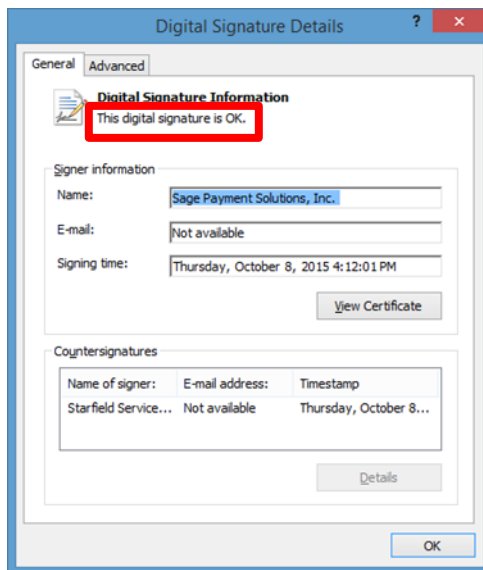 Digital Signature Details
?
×
General
Advanced
Digital Signature Information
This digital signature is OK.
Signer information
Name: Sage Payment Solutions, Inc.
E-mail: Not available
Signing time: Thursday, October 8, 2015 4:12:01 PM
View Certificate
Countersignatures
Name of signer: E-mail address: Timestamp
Starfield Service... Not available Thursday, October 8...
Details
OK